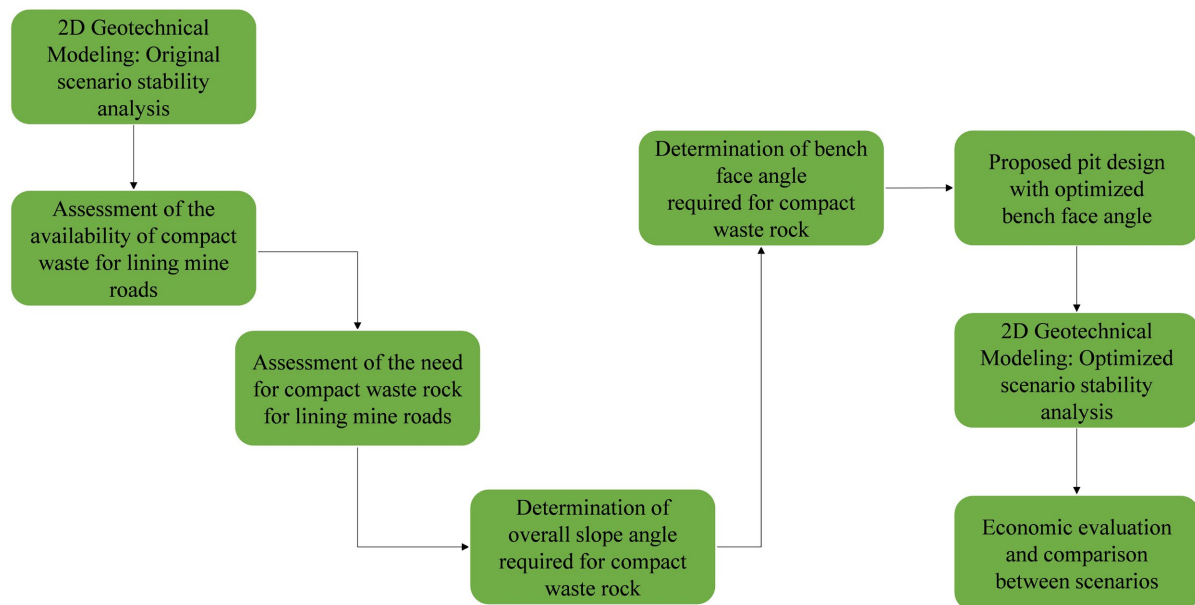 2D Geotechnical
Modeling: Original
scenario stability
analysis
Assessment of the
availability of compact
waste for lining mine
roads
Assessment of the need
for compact waste rock
for lining mine roads
Determination of
overall slope angle
required for compact
waste rock
Determination of bench
face angle
required for compact
waste rock
Proposed pit design
with optimized
bench face angle
2D Geotechnical
Modeling: Optimized
scenario stability
analysis
Economic evaluation
and comparison
between scenarios